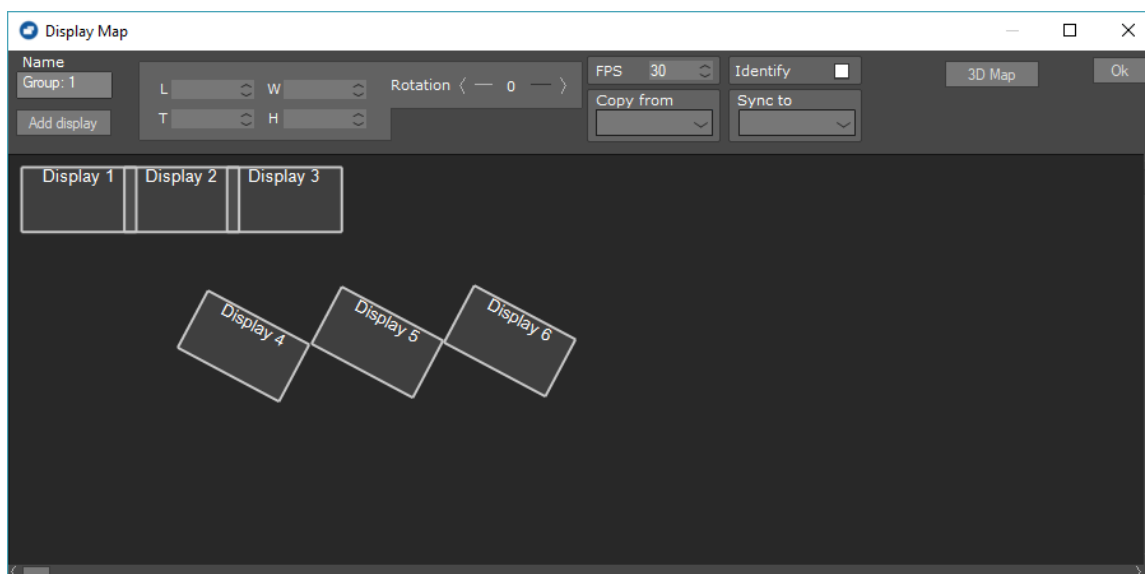 Display Map
Name
Group: 1
Add display
L
W
T
H
Rotation
0
FPS 30
Identify
Copy from
Sync to
3D Map
Ok
Display 1
Display 2
Display 3
Display 4
Display 5
Display 6